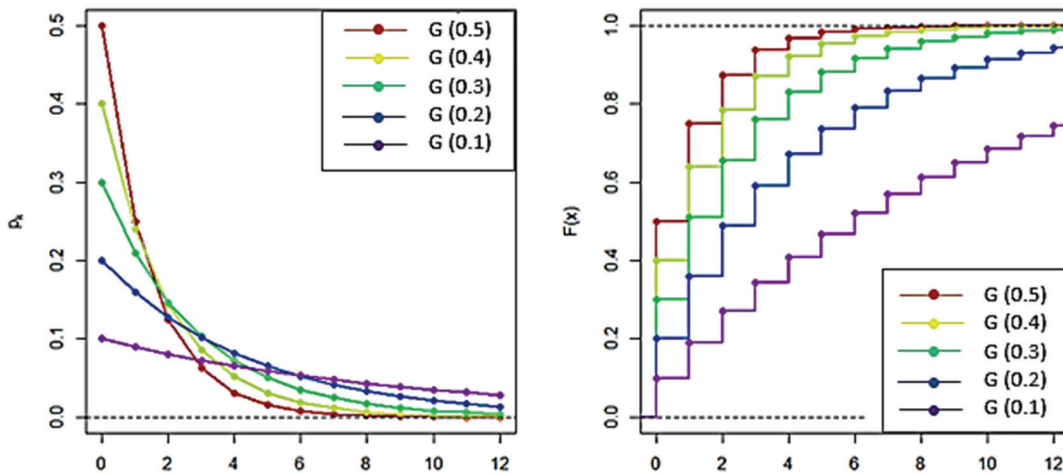 0.5
0.4
0.3
0.2
0.1
0.0
pₖ
0 2 4 6 8 10 12
G (0.5)
G (0.4)
G (0.3)
G (0.2)
G (0.1)
1.0
0.8
0.6
0.4
0.2
0.0
F(x)
0 2 4 6 8 10 12
G (0.5)
G (0.4)
G (0.3)
G (0.2)
G (0.1)